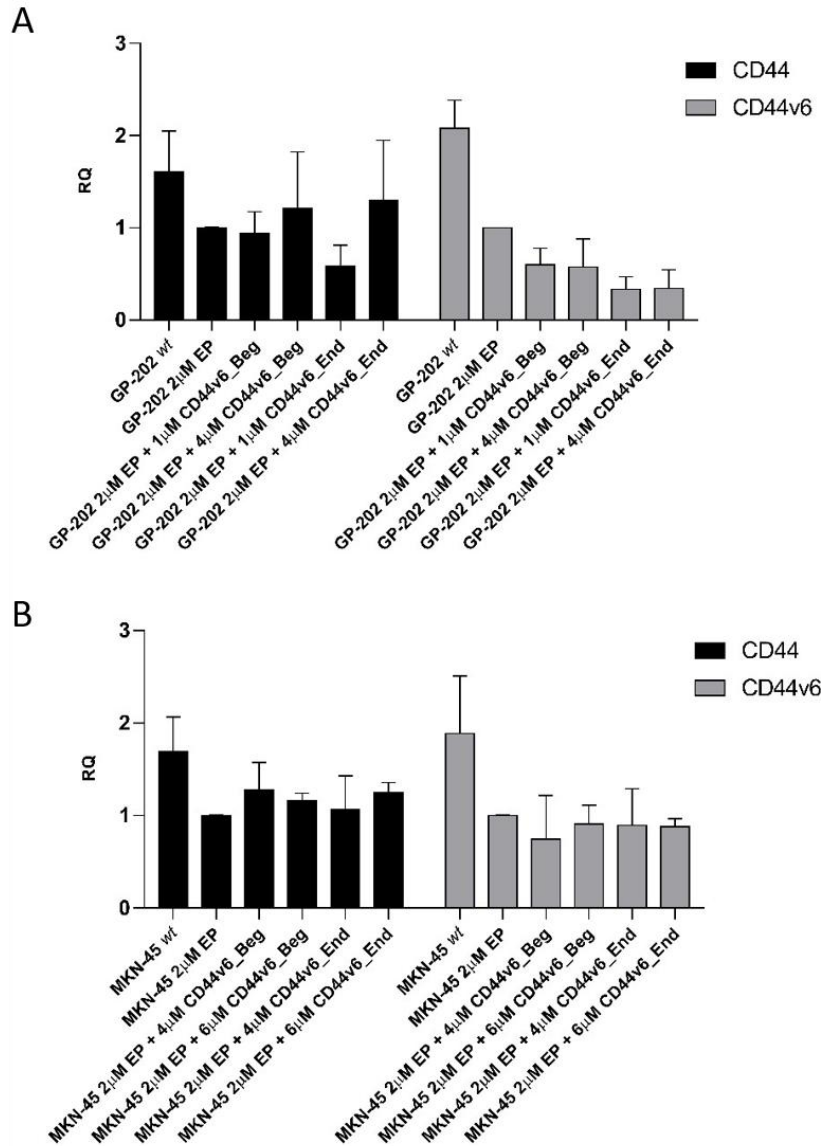 A
3
2
1
0
RQ
CD44
CD44v6
GP-202 wt
GP-202 2μM EP
GP-202 2μM EP + 1μM CD44v6_Beg
GP-202 2μM EP + 4μM CD44v6_Beg
GP-202 2μM EP + 1μM CD44v6_End
GP-202 2μM EP + 4μM CD44v6_End
GP-202 wt
GP-202 2μM EP
GP-202 2μM EP + 1μM CD44v6_Beg
GP-202 2μM EP + 4μM CD44v6_Beg
GP-202 2μM EP + 1μM CD44v6_End
GP-202 2μM EP + 4μM CD44v6_End
B
3
2
1
0
RQ
CD44
CD44v6
MKN-45 wt
MKN-45 2μM EP
MKN-45 2μM EP + 4μM CD44v6_Beg
MKN-45 2μM EP + 6μM CD44v6_Beg
MKN-45 2μM EP + 4μM CD44v6_End
MKN-45 2μM EP + 6μM CD44v6_End
MKN-45 wt
MKN-45 2μM EP
MKN-45 2μM EP + 4μM CD44v6_Beg
MKN-45 2μM EP + 6μM CD44v6_Beg
MKN-45 2μM EP + 4μM CD44v6_End
MKN-45 2μM EP + 6μM CD44v6_End